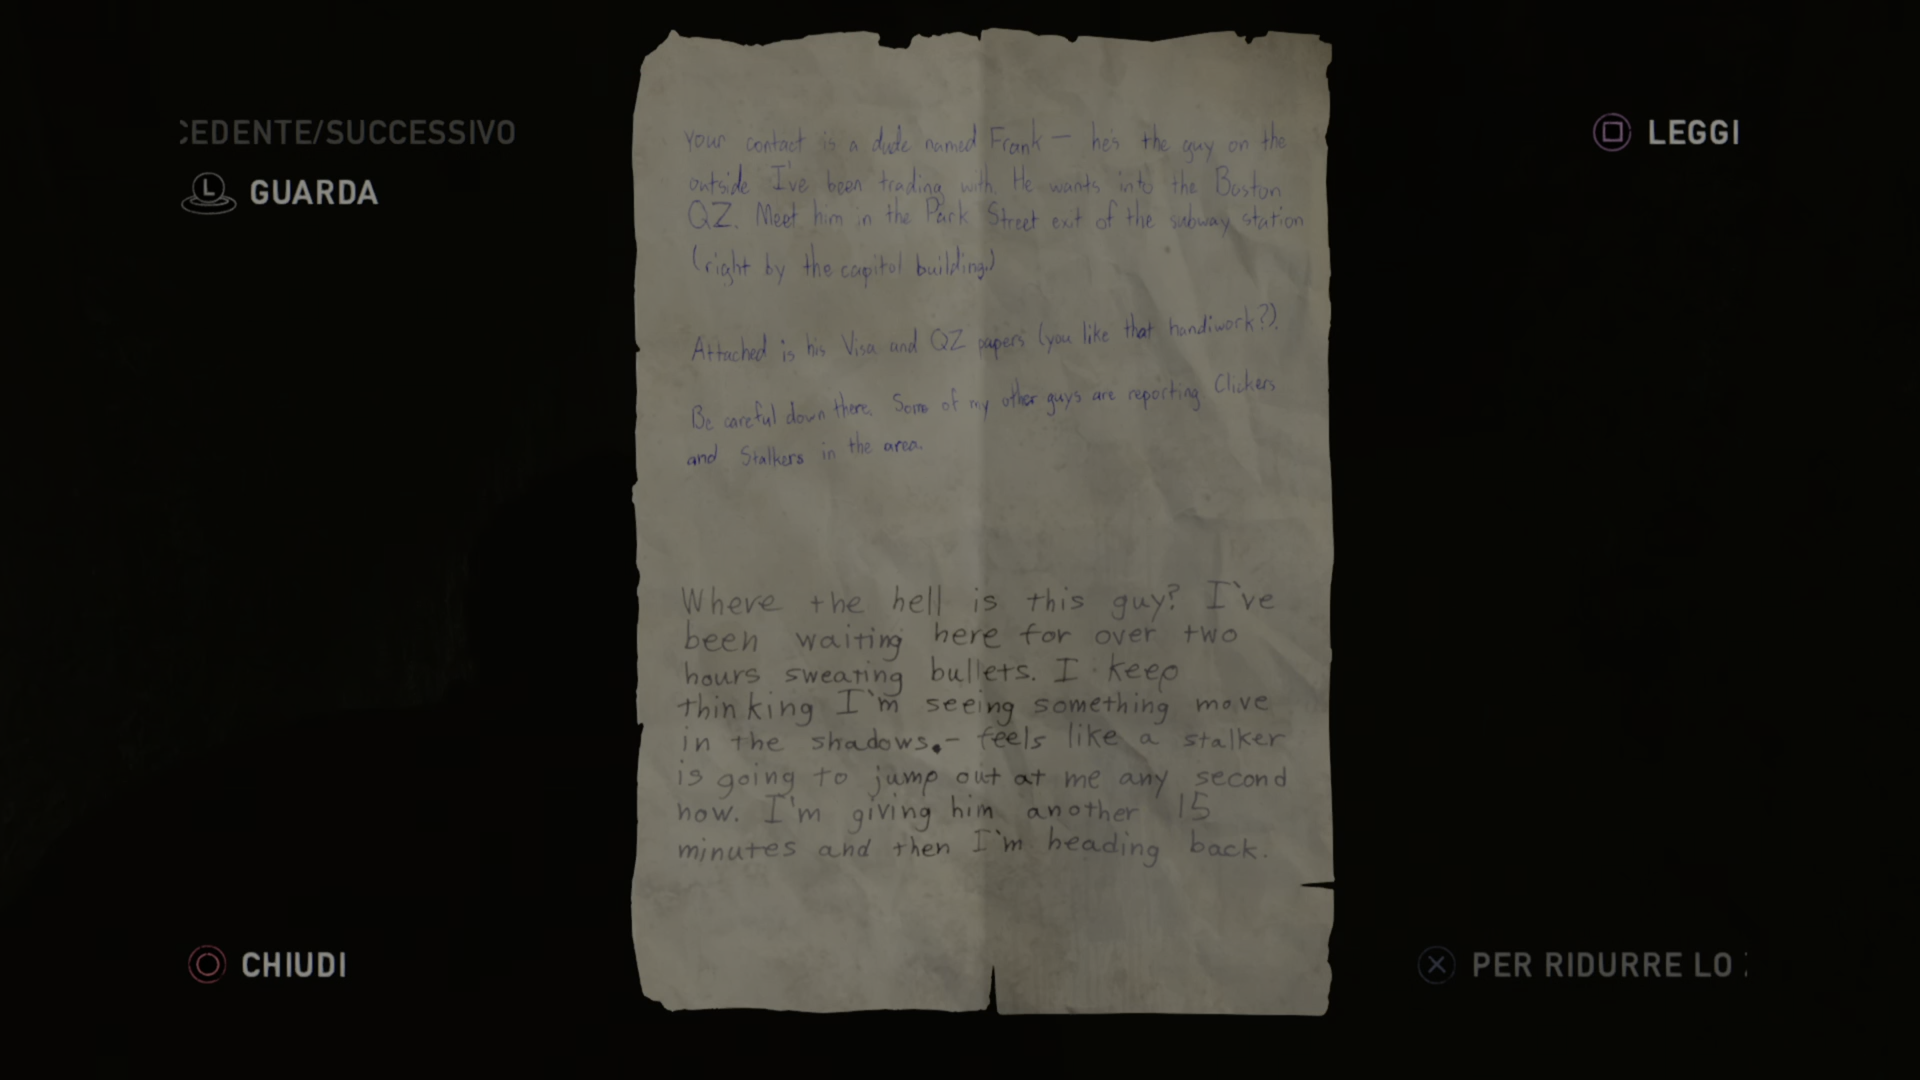 CEDENTE/SUCCESSIVO
L GUARDA
LEGGI
Your contact is a dude named Frank — he's the guy on the
outside I've been trading with. He wants into the Boston
QZ. Meet him in the Park Street exit of the subway station
(right by the capitol building.)
Attached is his Visa and QZ papers (you like that handiwork?).
Be careful down there. Some of my other guys are reporting Clickers
and Stalkers in the area.
Where the hell is this guy? I've
been waiting here for over two
hours sweating bullets. I keep
thinking I'm seeing something move
in the shadows.- feels like a stalker
is going to jump out at me any second
now. I'm giving him another 15
minutes and then I'm heading back.
CHIUDI
PER RIDURRE LO